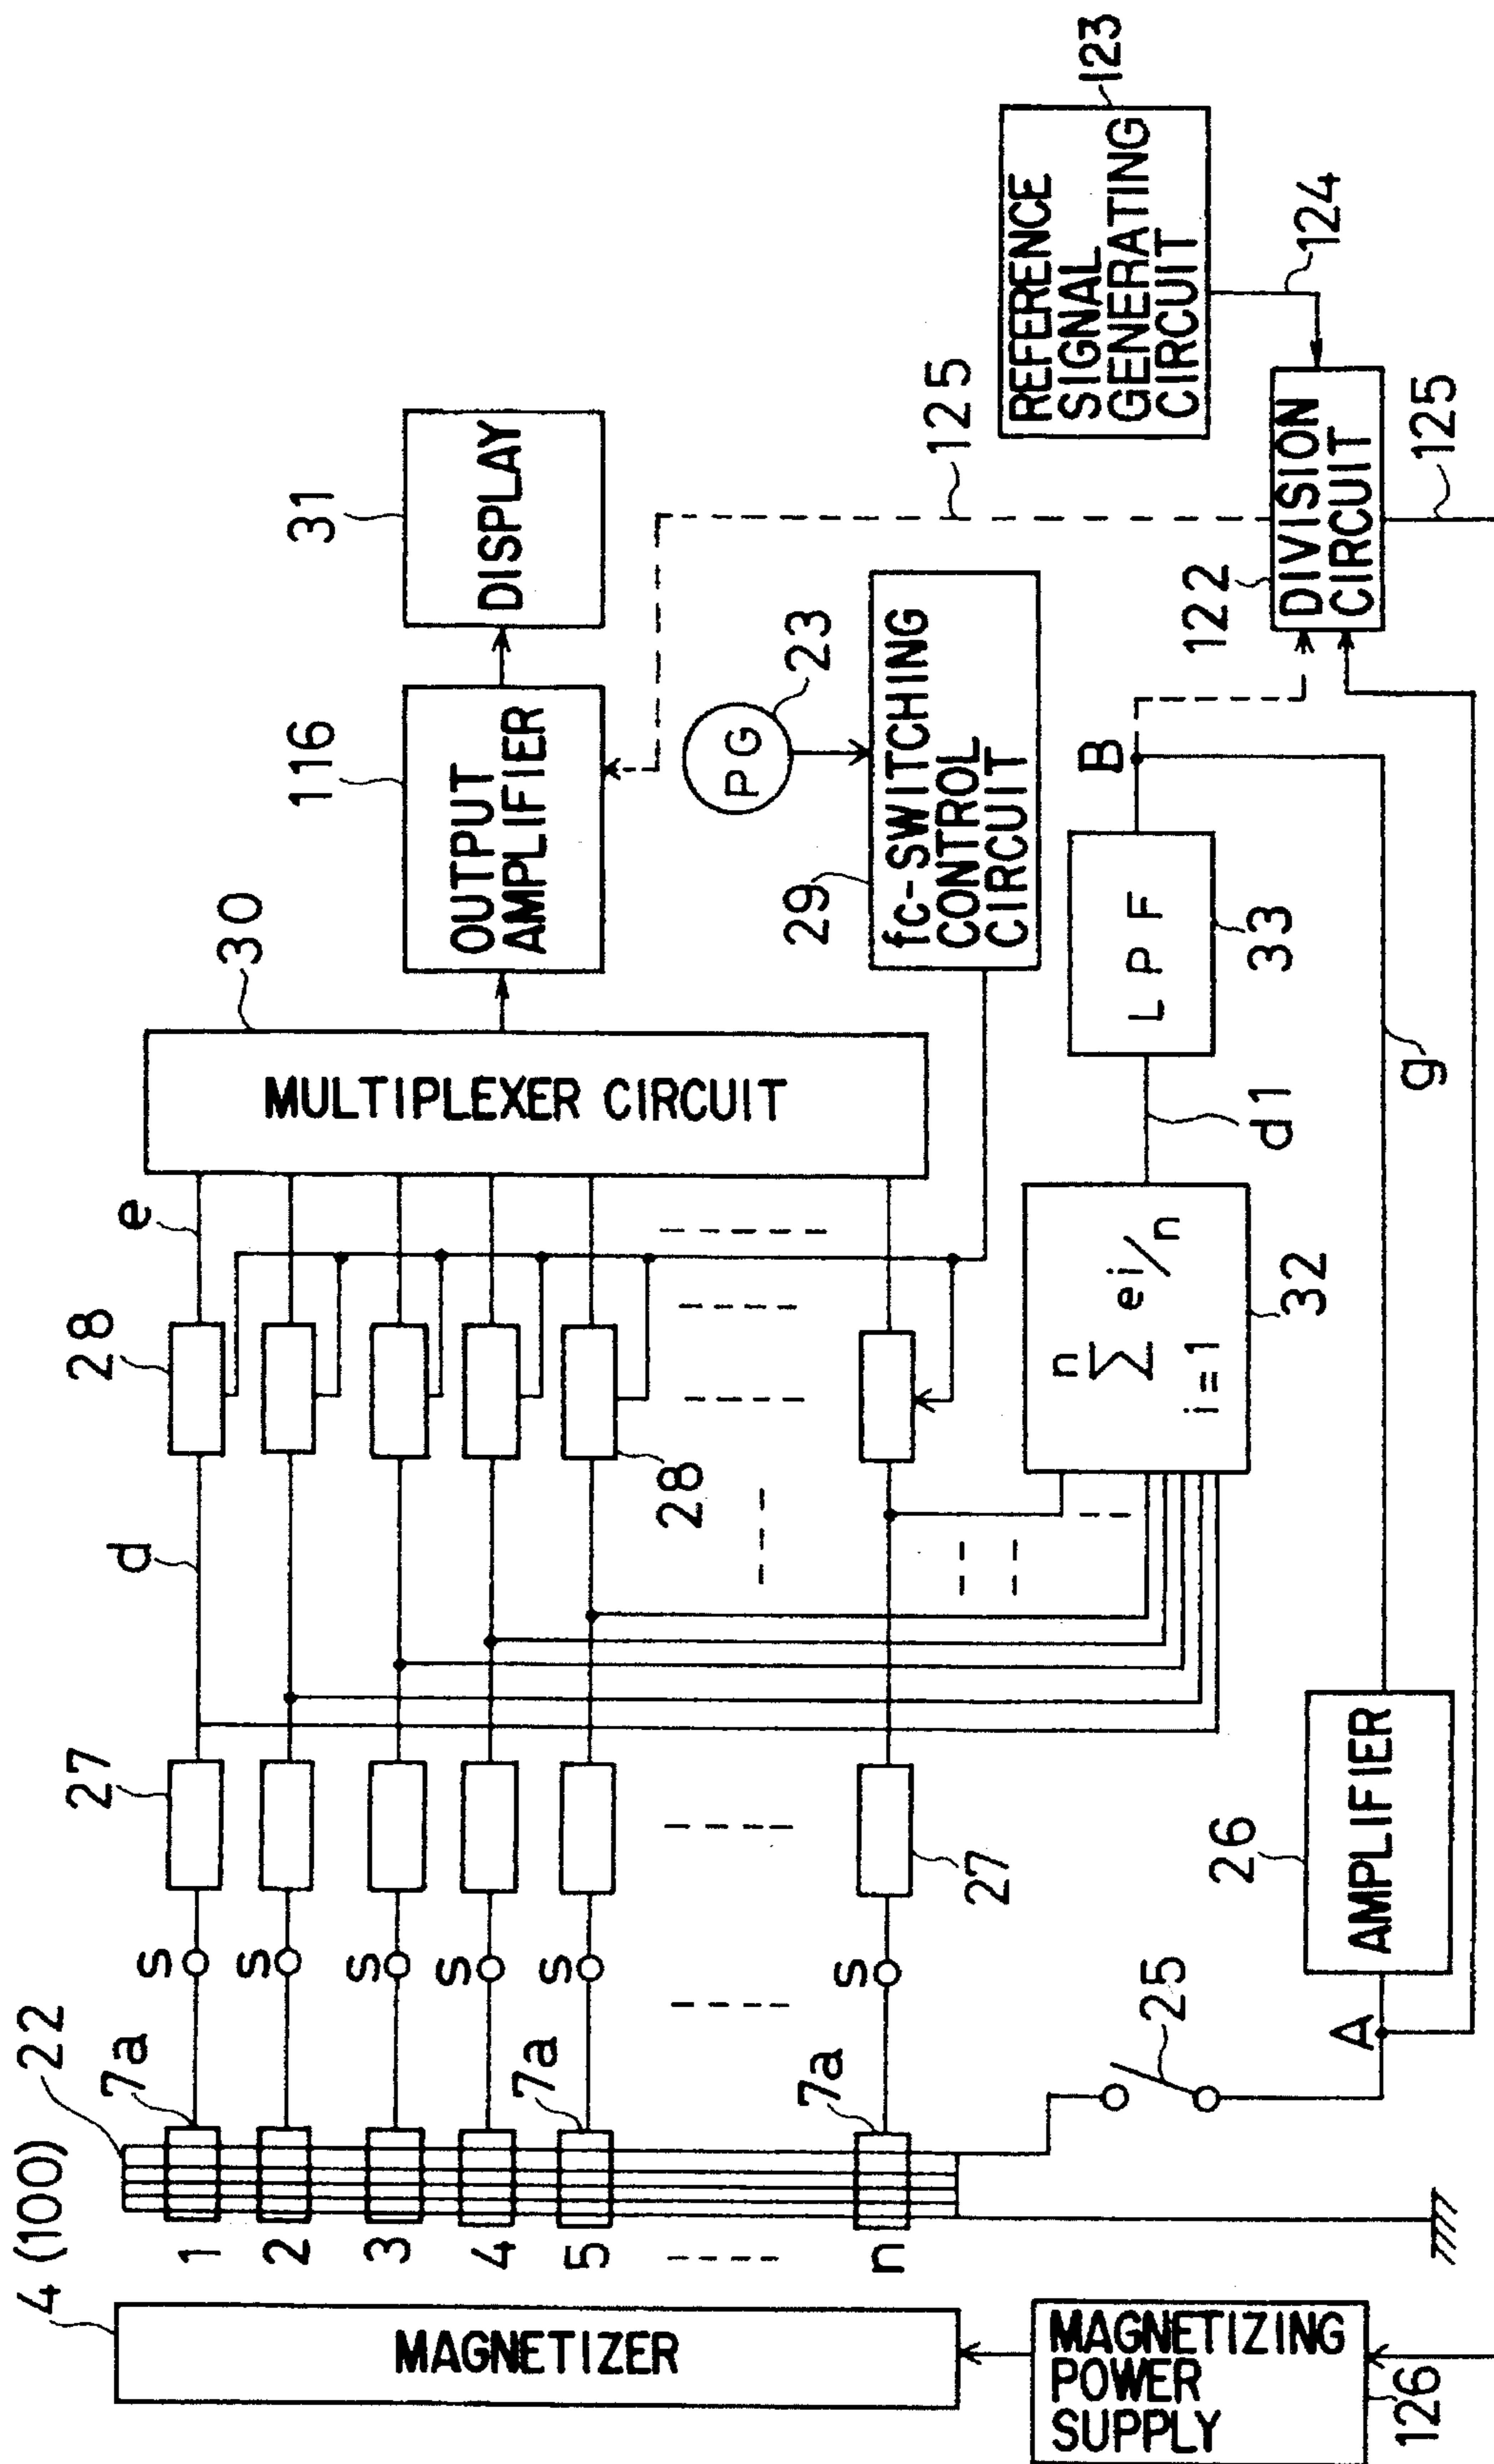 4 (100)
22
MAGNETIZER
MAGNETIZING
POWER
SUPPLY
126
1
2
3
4
5
n
7a
7a
7a
S
S
S
S
S
S
25
A
27
27
AMPLIFIER
26
d
28
28
e
n
∑ ei/n
i=1
32
d1
g
MULTIPLEXER CIRCUIT
30
LPF
33
B
OUTPUT
AMPLIFIER
116
DISPLAY
31
PG
23
fc-SWITCHING
CONTROL
CIRCUIT
29
DIVISION
CIRCUIT
122
125
125
REFERENCE
SIGNAL
GENERATING
CIRCUIT
123
124